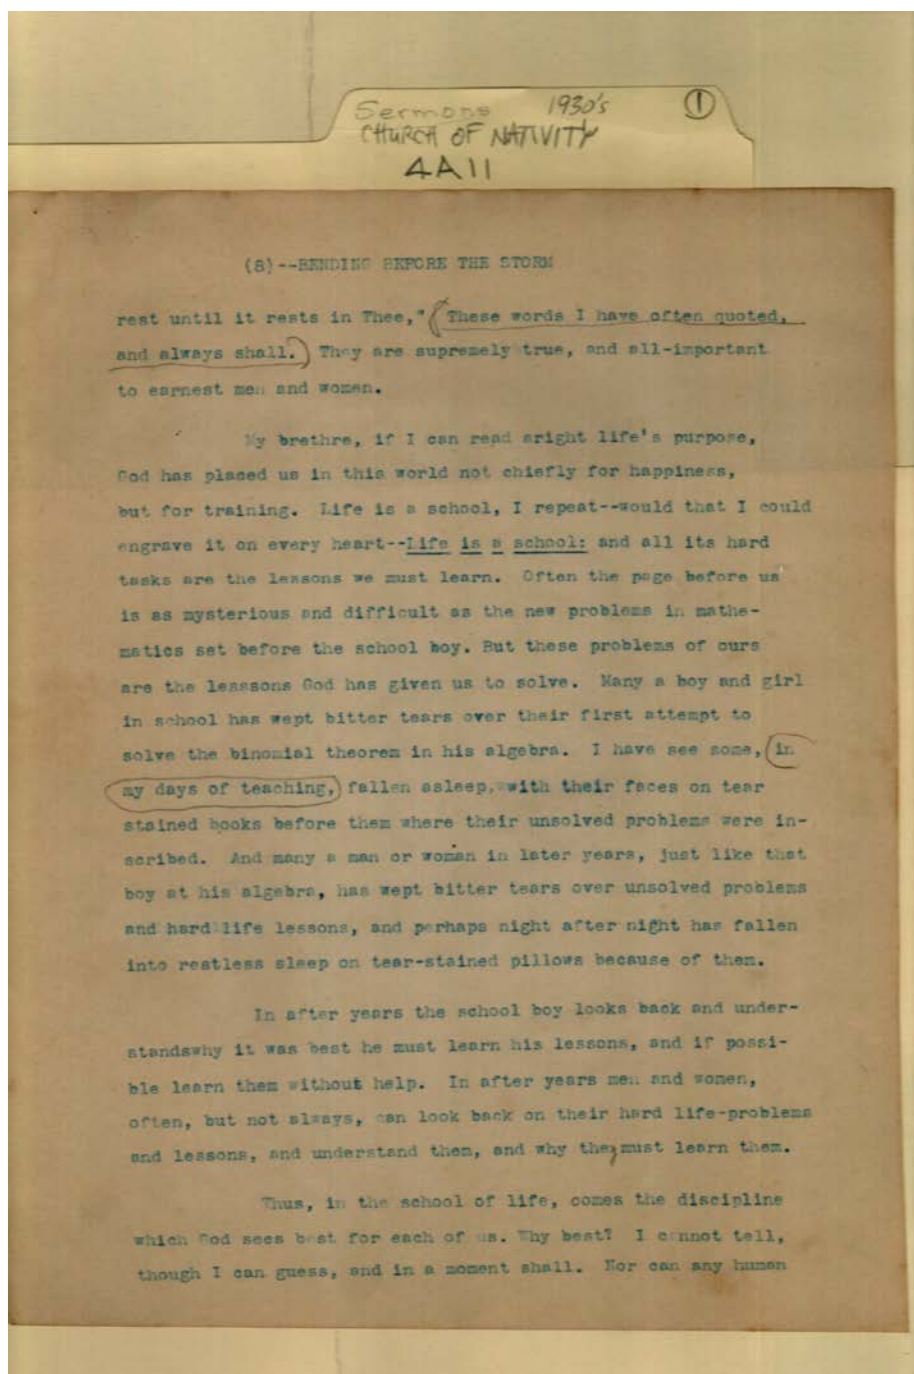 Sermons 1930's ①
CHURCH OF NATIVITY
4A11
(8)--BENDING BEFORE THE STORM
rest until it rests in Thee," (These words I have often quoted,
and always shall.) They are supremely true, and all-important
to earnest men and women.
My brethre, if I can read aright life's purpose,
God has placed us in this world not chiefly for happiness,
but for training. Life is a school, I repeat--would that I could
engrave it on every heart--Life is a school: and all its hard
tasks are the lessons we must learn. Often the page before us
is as mysterious and difficult as the new problems in mathe-
matics set before the school boy. But these problems of ours
are the lesssons God has given us to solve. Many a boy and girl
in school has wept bitter tears over their first attempt to
solve the binomial theorem in his algebra. I have see some, (in
my days of teaching,) fallen asleep, with their faces on tear
stained books before them where their unsolved problems were in-
scribed. And many a man or woman in later years, just like that
boy at his algebra, has wept bitter tears over unsolved problems
and hard life lessons, and perhaps night after night has fallen
into restless sleep on tear-stained pillows because of them.
In after years the school boy looks back and under-
standswhy it was best he must learn his lessons, and if possi-
ble learn them without help. In after years men and women,
often, but not always, can look back on their hard life-problems
and lessons, and understand them, and why they must learn them.
Thus, in the school of life, comes the discipline
which God sees best for each of us. Why best? I cannot tell,
though I can guess, and in a moment shall. Nor can any human